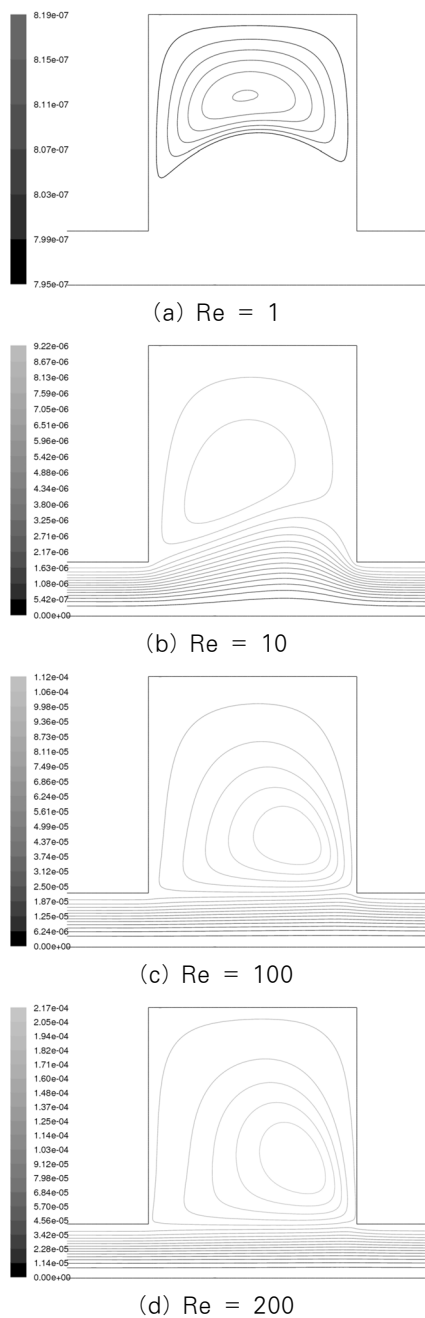 8.19e-07
8.15e-07
8.11e-07
8.07e-07
8.03e-07
7.99e-07
7.95e-07
(a) Re = 1
9.22e-06
8.67e-06
8.13e-06
7.59e-06
7.05e-06
6.51e-06
5.96e-06
5.42e-06
4.88e-06
4.34e-06
3.80e-06
3.25e-06
2.71e-06
2.17e-06
1.63e-06
1.08e-06
5.42e-07
0.00e+00
(b) Re = 10
1.12e-04
1.06e-04
9.98e-05
9.36e-05
8.73e-05
8.11e-05
7.49e-05
6.86e-05
6.24e-05
5.61e-05
4.99e-05
4.37e-05
3.74e-05
3.12e-05
2.50e-05
1.87e-05
1.25e-05
6.24e-06
0.00e+00
(c) Re = 100
2.17e-04
2.05e-04
1.94e-04
1.82e-04
1.71e-04
1.60e-04
1.48e-04
1.37e-04
1.25e-04
1.14e-04
1.03e-04
9.12e-05
7.98e-05
6.84e-05
5.70e-05
4.56e-05
3.42e-05
2.28e-05
1.14e-05
0.00e+00
(d) Re = 200